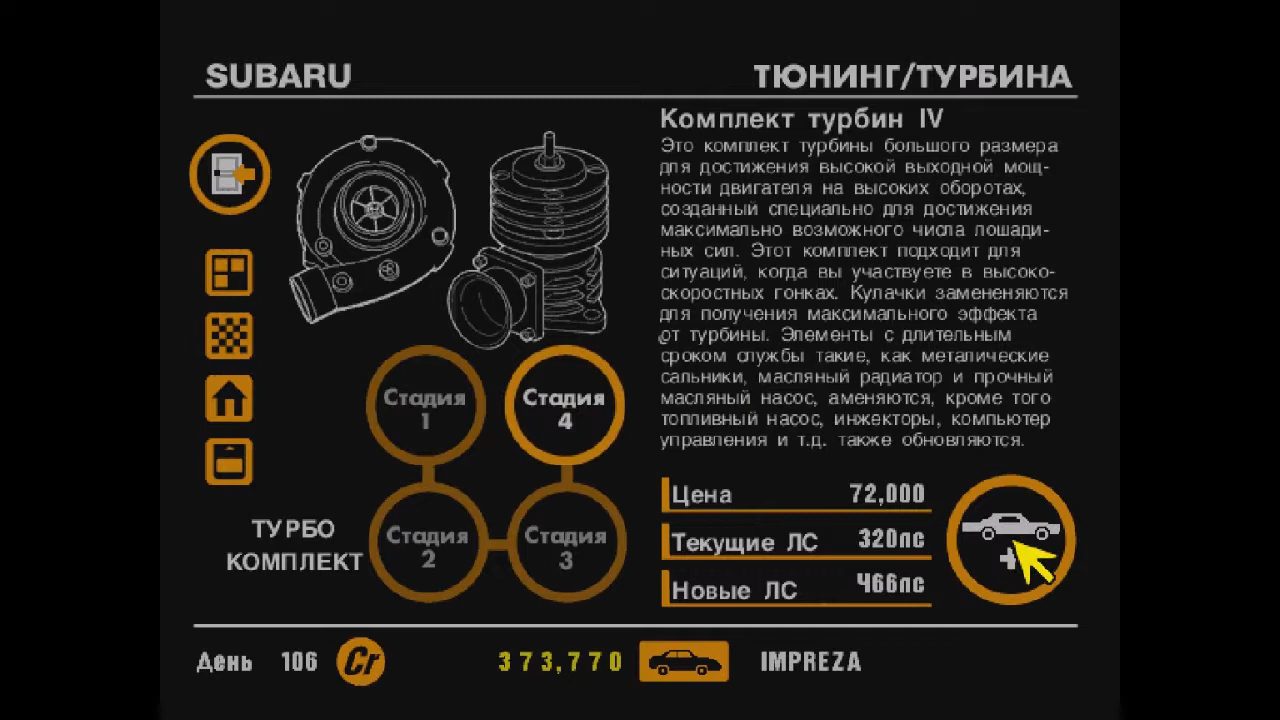 SUBARU
ТЮНИНГ/ТУРБИНА
Комплект турбин IV
Это комплект турбины большого размера
для достижения высокой выходной мощ-
ности двигателя на высоких оборотах,
созданный специально для достижения
максимально возможного числа лошади-
ных сил. Этот комплект подходит для
ситуаций, когда вы участвуете в высоко-
скоростных гонках. Кулачки замененяются
для получения максимального эффекта
от турбины. Элементы с длительным
сроком службы такие, как металические
сальники, масляный радиатор и прочный
масляный насос, аменяются, кроме того
топливный насос, инжекторы, компьютер
управления и т.д. также обновляются.
Стадия
1
Стадия
4
Стадия
2
Стадия
3
ТУРБО
КОМПЛЕКТ
Цена 72,000
Текущие ЛС 320лс
Новые ЛС 466лс
День 106 Cr 373,770 IMPREZA